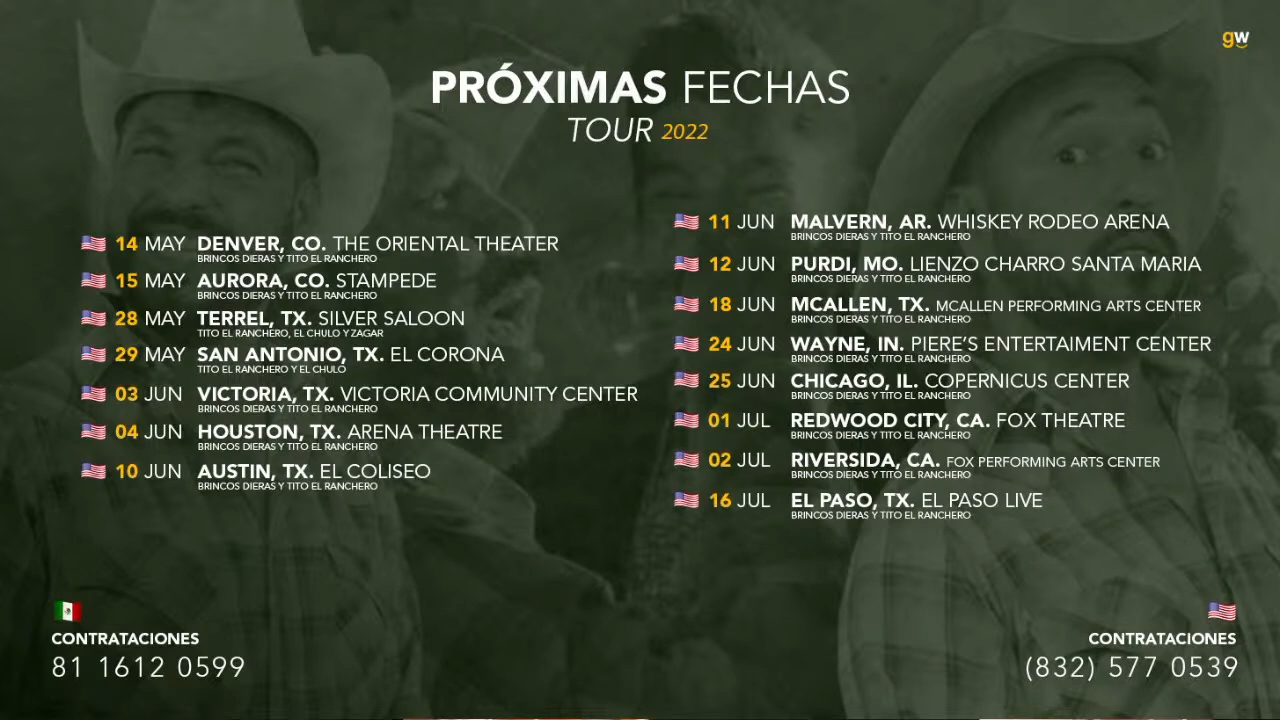 gw
PRÓXIMAS FECHAS
TOUR 2022
14 MAY DENVER, CO. THE ORIENTAL THEATER
BRINCOS DIERAS Y TITO EL RANCHERO
15 MAY AURORA, CO. STAMPEDE
BRINCOS DIERAS Y TITO EL RANCHERO
28 MAY TERREL, TX. SILVER SALOON
TITO EL RANCHERO, EL CHULO Y ZAGAR
29 MAY SAN ANTONIO, TX. EL CORONA
TITO EL RANCHERO Y EL CHULO
03 JUN VICTORIA, TX. VICTORIA COMMUNITY CENTER
BRINCOS DIERAS Y TITO EL RANCHERO
04 JUN HOUSTON, TX. ARENA THEATRE
BRINCOS DIERAS Y TITO EL RANCHERO
10 JUN AUSTIN, TX. EL COLISEO
BRINCOS DIERAS Y TITO EL RANCHERO
11 JUN MALVERN, AR. WHISKEY RODEO ARENA
BRINCOS DIERAS Y TITO EL RANCHERO
12 JUN PURDI, MO. LIENZO CHARRO SANTA MARIA
BRINCOS DIERAS Y TITO EL RANCHERO
18 JUN MCALLEN, TX. MCALLEN PERFORMING ARTS CENTER
BRINCOS DIERAS Y TITO EL RANCHERO
24 JUN WAYNE, IN. PIERE'S ENTERTAIMENT CENTER
BRINCOS DIERAS Y TITO EL RANCHERO
25 JUN CHICAGO, IL. COPERNICUS CENTER
BRINCOS DIERAS Y TITO EL RANCHERO
01 JUL REDWOOD CITY, CA. FOX THEATRE
BRINCOS DIERAS Y TITO EL RANCHERO
02 JUL RIVERSIDA, CA. FOX PERFORMING ARTS CENTER
BRINCOS DIERAS Y TITO EL RANCHERO
16 JUL EL PASO, TX. EL PASO LIVE
BRINCOS DIERAS Y TITO EL RANCHERO
CONTRATACIONES
81 1612 0599
CONTRATACIONES
(832) 577 0539